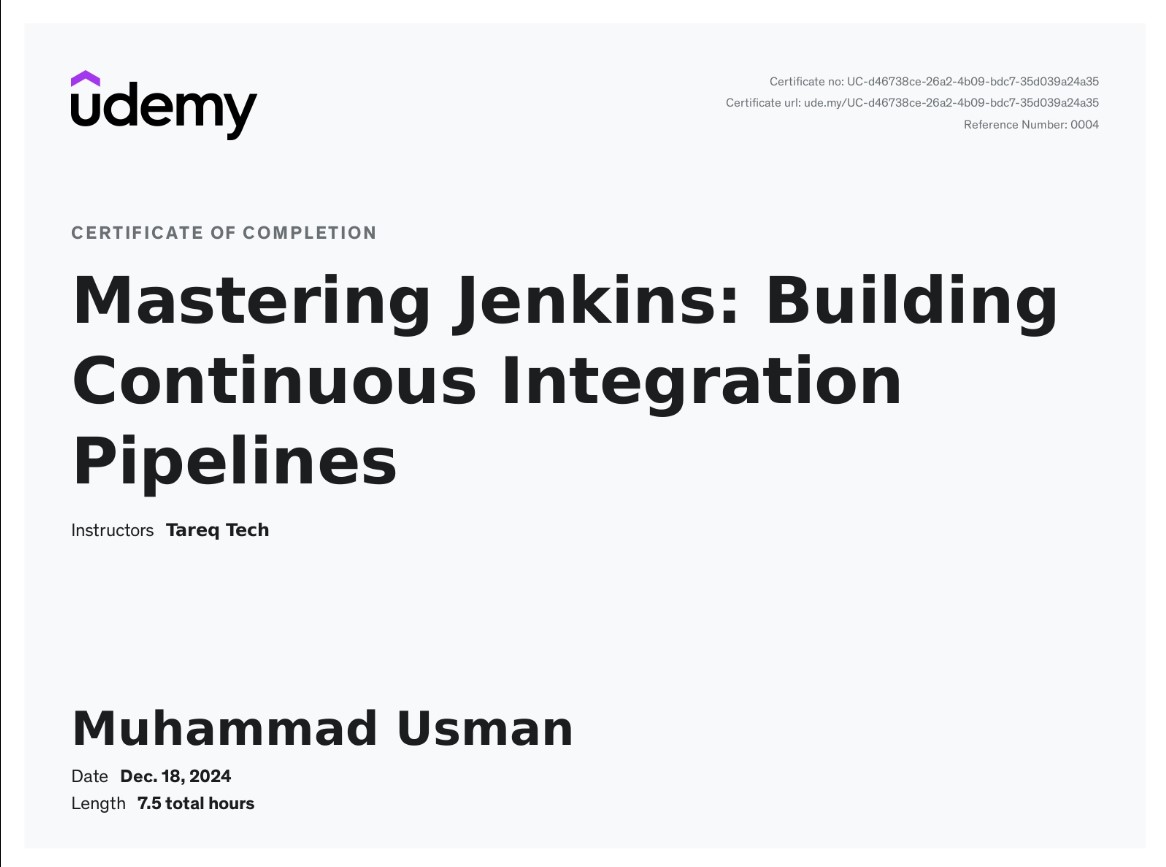 udemy
Certificate no: UC-d46738ce-26a2-4b09-bdc7-35d039a24a35
Certificate url: ude.my/UC-d46738ce-26a2-4b09-bdc7-35d039a24a35
Reference Number: 0004
CERTIFICATE OF COMPLETION
Mastering Jenkins: Building
Continuous Integration
Pipelines
Instructors Tareq Tech
Muhammad Usman
Date Dec. 18, 2024
Length 7.5 total hours